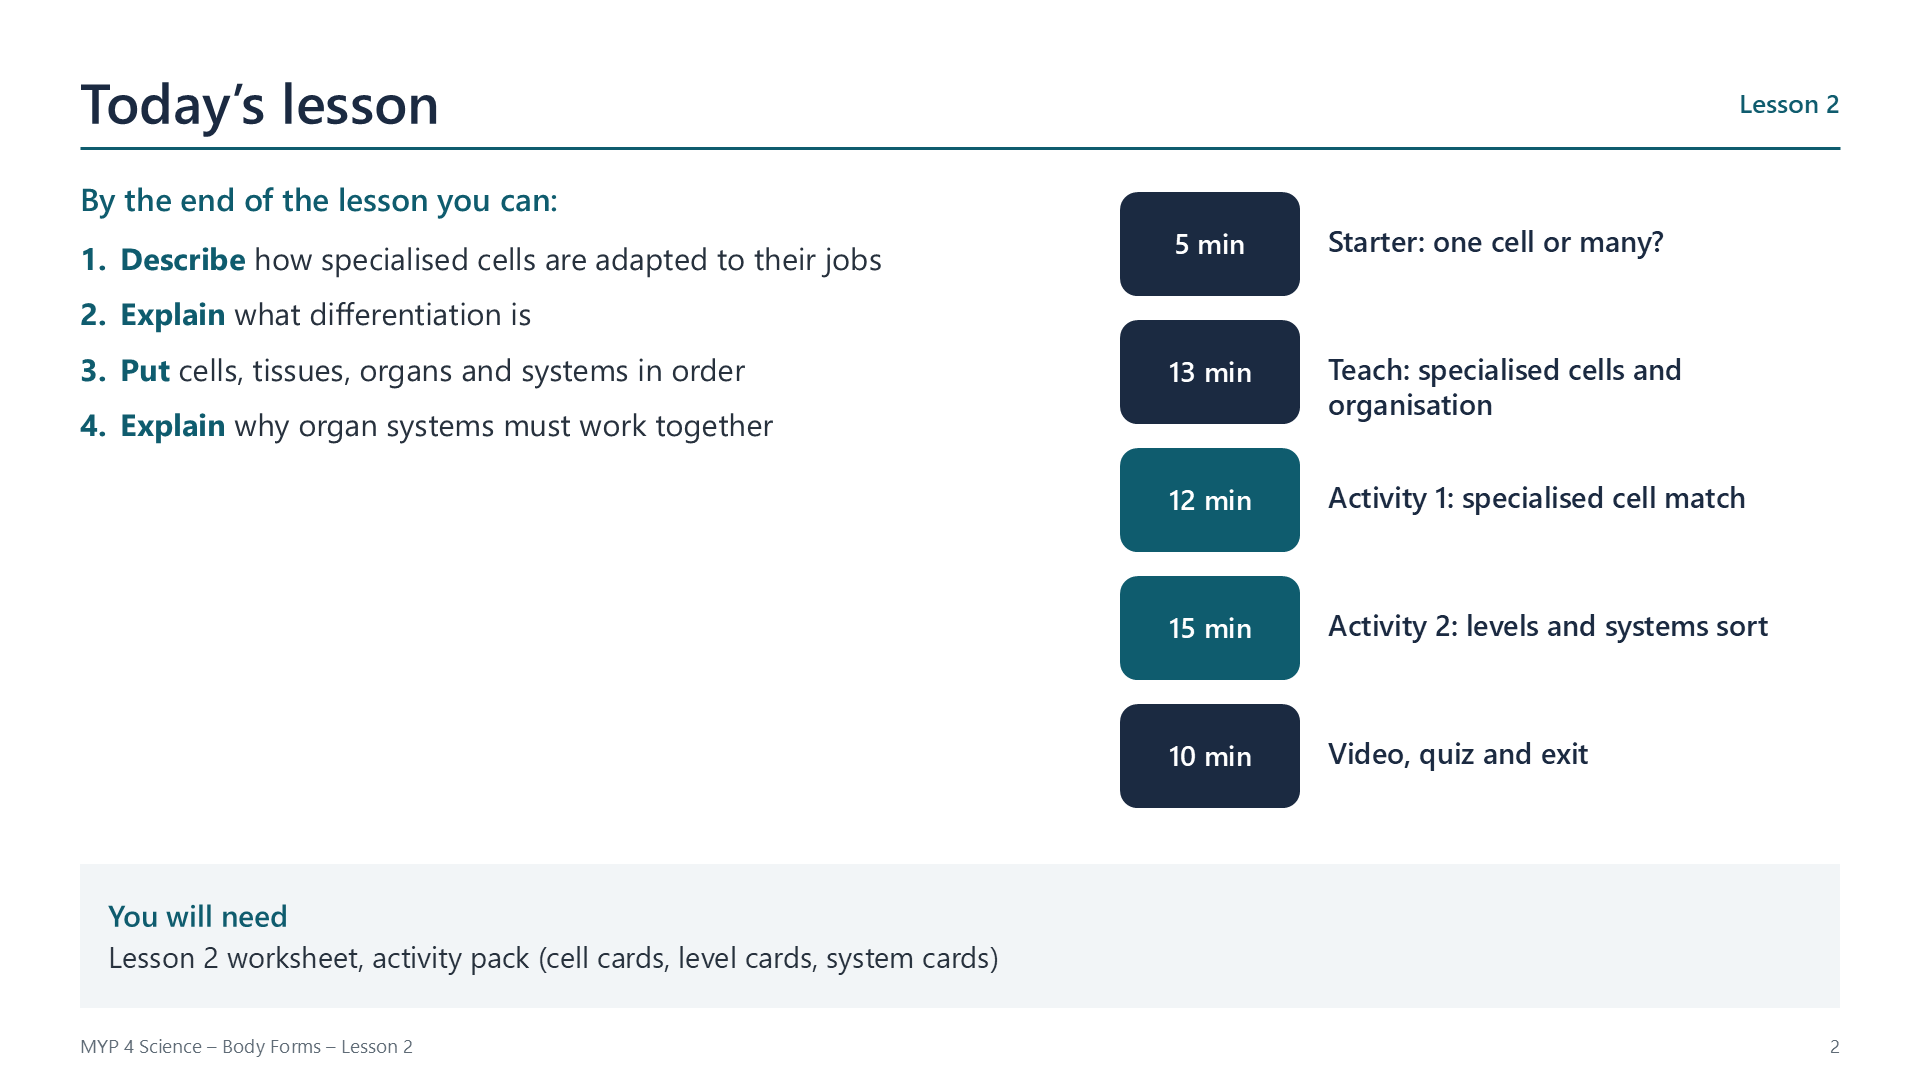 Today’s lesson
Lesson 2
By the end of the lesson you can:
1. Describe how specialised cells are adapted to their jobs
2. Explain what differentiation is
3. Put cells, tissues, organs and systems in order
4. Explain why organ systems must work together
5 min
Starter: one cell or many?
13 min
Teach: specialised cells and
organisation
12 min
Activity 1: specialised cell match
15 min
Activity 2: levels and systems sort
10 min
Video, quiz and exit
You will need
Lesson 2 worksheet, activity pack (cell cards, level cards, system cards)
MYP 4 Science – Body Forms – Lesson 2
2